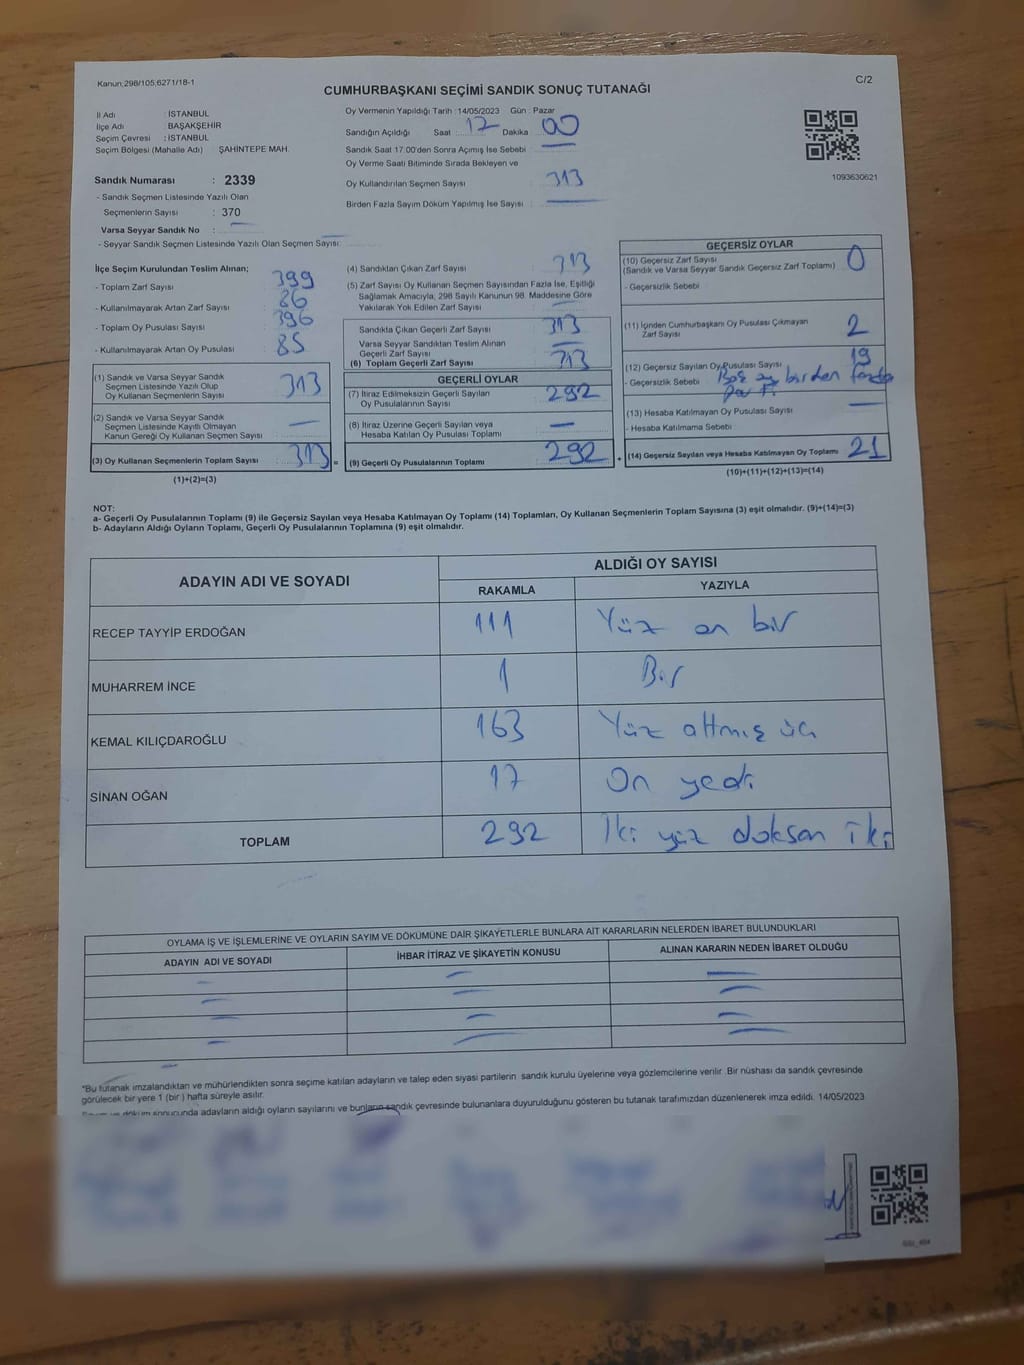 Kanun;298/105;6271/18-1
C/2
CUMHURBAŞKANI SEÇİMİ SANDIK SONUÇ TUTANAĞI
İl Adı : İSTANBUL
İlçe Adı : BAŞAKŞEHİR
Seçim Çevresi : İSTANBUL
Seçim Bölgesi (Mahalle Adı) ŞAHİNTEPE MAH.
Sandık Numarası : 2339
- Sandık Seçmen Listesinde Yazılı Olan
Seçmenlerin Sayısı : 370
Varsa Seyyar Sandık No :
- Seyyar Sandık Seçmen Listesinde Yazılı Olan Seçmen Sayısı:
Oy Vermenin Yapıldığı Tarih :14/05/2023 Gün : Pazar
Sandığın Açıldığı Saat 17 Dakika 00
Sandık Saat 17.00'den Sonra Açımış İse Sebebi :
Oy Verme Saati Bitiminde Sırada Bekleyen ve
Oy Kullandırılan Seçmen Sayısı : 313
Birden Fazla Sayım Döküm Yapılmış İse Sayısı :
1093630621
İlçe Seçim Kurulundan Teslim Alınan;
- Toplam Zarf Sayısı : 399
- Kullanılmayarak Artan Zarf Sayısı : 86
- Toplam Oy Pusulası Sayısı : 396
- Kullanılmayarak Artan Oy Pusulası : 85
(1) Sandık ve Varsa Seyyar Sandık
Seçmen Listesinde Yazılı Olup
Oy Kullanan Seçmenlerin Sayısı : 313
(2) Sandık ve Varsa Seyyar Sandık
Seçmen Listesinde Kayıtlı Olmayan
Kanun Gereği Oy Kullanan Seçmen Sayısı :
(3) Oy Kullanan Seçmenlerin Toplam Sayısı : 313 =
(1)+(2)=(3)
(4) Sandıktan Çıkan Zarf Sayısı 313
(5) Zarf Sayısı Oy Kullanan Seçmen Sayısından Fazla İse, Eşitliği
Sağlamak Amacıyla, 298 Sayılı Kanunun 98. Maddesine Göre
Yakılarak Yok Edilen Zarf Sayısı :
Sandıkta Çıkan Geçerli Zarf Sayısı 313
Varsa Seyyar Sandıktan Teslim Alınan
Geçerli Zarf Sayısı
(6) Toplam Geçerli Zarf Sayısı : 313
GEÇERLİ OYLAR
(7) İtiraz Edilmeksizin Geçerli Sayılan
Oy Pusulalarının Sayısı 292
(8) İtiraz Üzerine Geçerli Sayılan veya
Hesaba Katılan Oy Pusulası Toplamı
(9) Geçerli Oy Pusulalarının Toplamı 292 +
GEÇERSİZ OYLAR
(10) Geçersiz Zarf Sayısı
(Sandık ve Varsa Seyyar Sandık Geçersiz Zarf Toplamı) 0
- Geçersizlik Sebebi
(11) İçinden Cumhurbaşkanı Oy Pusulası Çıkmayan
Zarf Sayısı 2
(12) Geçersiz Sayılan Oy Pusulası Sayısı 19
- Geçersizlik Sebebi Boş oy birden fazla
(13) Hesaba Katılmayan Oy Pusulası Sayısı
- Hesaba Katılmama Sebebi :
(14) Geçersiz Sayılan veya Hesaba Katılmayan Oy Toplamı 21
(10)+(11)+(12)+(13)=(14)
NOT:
a- Geçerli Oy Pusulalarının Toplamı (9) ile Geçersiz Sayılan veya Hesaba Katılmayan Oy Toplamı (14) Toplamları, Oy Kullanan Seçmenlerin Toplam Sayısına (3) eşit olmalıdır. (9)+(14)=(3)
b- Adayların Aldığı Oyların Toplamı, Geçerli Oy Pusulalarının Toplamına (9) eşit olmalıdır.
ADAYIN ADI VE SOYADI
ALDIĞI OY SAYISI
RAKAMLA YAZIYLA
RECEP TAYYİP ERDOĞAN 111 Yüz on bir
MUHARREM İNCE 1 Bir
KEMAL KILIÇDAROĞLU 163 Yüz altmış üç
SİNAN OĞAN 17 On yedi
TOPLAM 292 İki yüz doksan iki
OYLAMA İŞ VE İŞLEMLERİNE VE OYLARIN SAYIM VE DÖKÜMÜNE DAİR ŞİKAYETLERLE BUNLARA AİT KARARLARIN NELERDEN İBARET BULUNDUKLARI
ADAYIN ADI VE SOYADI İHBAR İTİRAZ VE ŞİKAYETİN KONUSU ALINAN KARARIN NEDEN İBARET OLDUĞU
*Bu tutanak imzalandıktan ve mühürlendikten sonra seçime katılan adayların ve talep eden siyasi partilerin sandık kurulu üyelerine veya gözlemcilerine verilir. Bir nüshası da sandık çevresinde
görülecek bir yere 1 (bir) hafta süreyle asılır.
döküm sonucunda adayların aldığı oyların sayılarını ve bunların sandık çevresinde bulunanlara duyurulduğunu gösteren bu tutanak tarafımızdan düzenlenerek imza edildi. 14/05/2023